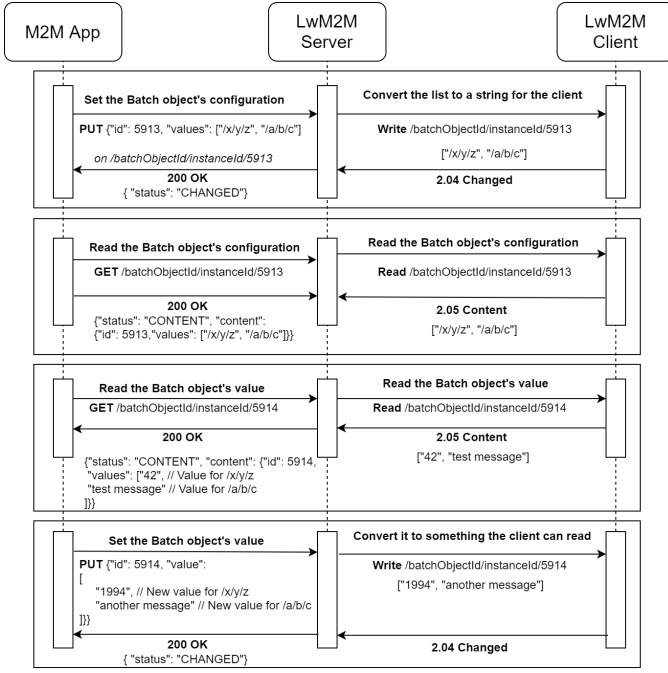 M2M App
LwM2M
Server
LwM2M
Client
Set the Batch object's configuration
PUT {"id": 5913, "values": ["/x/y/z", "/a/b/c"]
on /batchObjectId/instanceId/5913
200 OK
{ "status": "CHANGED"}
Convert the list to a string for the client
Write /batchObjectId/instanceId/5913
["/x/y/z", "/a/b/c"]
2.04 Changed
Read the Batch object's configuration
GET /batchObjectId/instanceId/5913
200 OK
{"status": "CONTENT", "content":
{"id": 5913,"values": ["/x/y/z", "/a/b/c"]}}
Read the Batch object's configuration
Read /batchObjectId/instanceId/5913
2.05 Content
["/x/y/z", "/a/b/c"]
Read the Batch object's value
GET /batchObjectId/instanceId/5914
200 OK
{"status": "CONTENT", "content": {"id": 5914,
"values": ["42", // Value for /x/y/z
"test message" // Value for /a/b/c
]}}
Read the Batch object's value
Read /batchObjectId/instanceId/5914
2.05 Content
["42", "test message"]
Set the Batch object's value
PUT {"id": 5914, "value":
[
"1994", // New value for /x/y/z
"another message" // New value for /a/b/c
]}}
200 OK
{ "status": "CHANGED"}
Convert it to something the client can read
Write /batchObjectId/instanceId/5914
["1994", "another message"]
2.04 Changed